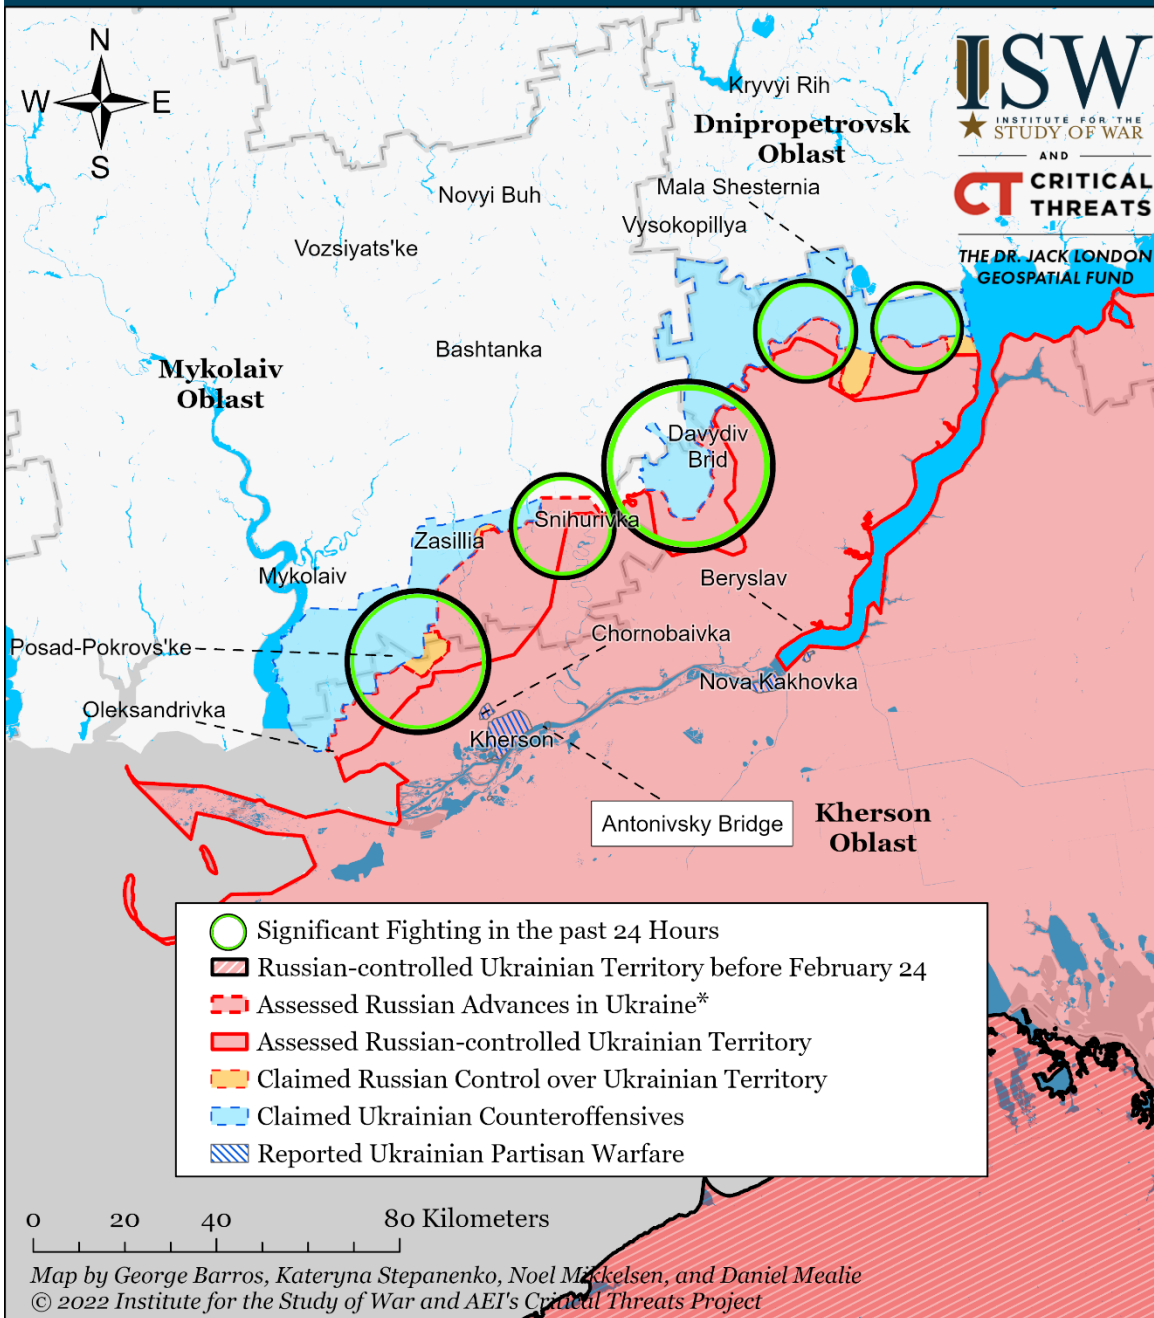 N
W E
S
ISW
INSTITUTE FOR THE
STUDY OF WAR
AND
CT CRITICAL
THREATS
THE DR. JACK LONDON
GEOSPATIAL FUND
Kryvyi Rih
Dnipropetrovsk
Oblast
Mala Shesternia
Novyi Buh
Vysokopillya
Vozsiyats'ke
Bashtanka
Mykolaiv
Oblast
Davydiv
Brid
Snihurivka
Zasillia
Mykolaiv
Beryslav
Chornobaivka
Posad-Pokrovs'ke
Nova Kakhovka
Oleksandrivka
Kherson
Antonivsky Bridge
Kherson
Oblast
Significant Fighting in the past 24 Hours
Russian-controlled Ukrainian Territory before February 24
Assessed Russian Advances in Ukraine*
Assessed Russian-controlled Ukrainian Territory
Claimed Russian Control over Ukrainian Territory
Claimed Ukrainian Counteroffensives
Reported Ukrainian Partisan Warfare
0 20 40 80 Kilometers
Map by George Barros, Kateryna Stepanenko, Noel Mikkelsen, and Daniel Mealie
© 2022 Institute for the Study of War and AEI's Critical Threats Project